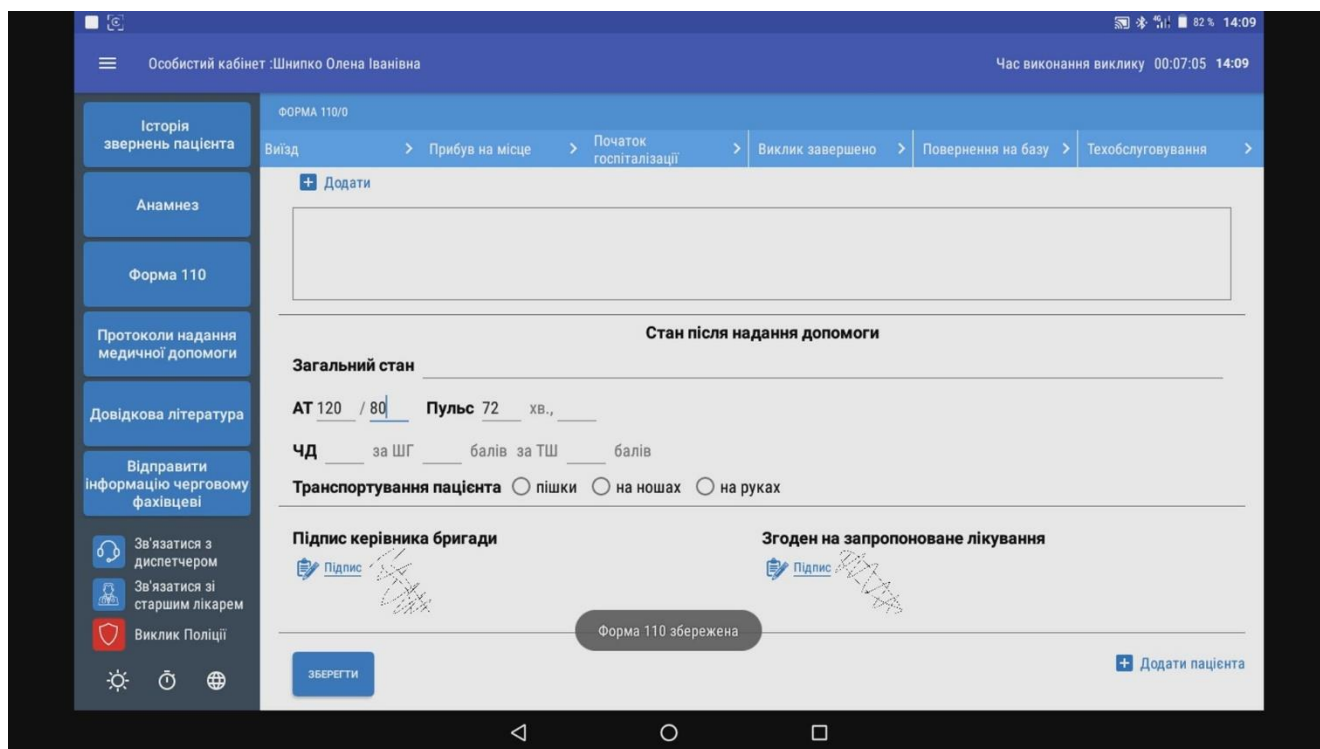 82 % 14:09
Особистий кабінет :Шнипко Олена Іванівна
Час виконання виклику 00:07:05 14:09
Історія
звернень пацієнта
Анамнез
Форма 110
Протоколи надання
медичної допомоги
Довідкова література
Відправити
інформацію черговому
фахівцеві
Зв'язатися з
диспетчером
Зв'язатися зі
старшим лікарем
Виклик Поліції
ФОРМА 110/0
Виїзд
Прибув на місце
Початок
госпіталізації
Виклик завершено
Повернення на базу
Техобслуговування
Додати
Стан після надання допомоги
Загальний стан
АТ 120 / 80 Пульс 72 хв.,
ЧД за ШГ балів за ТШ балів
Транспортування пацієнта пішки на ношах на руках
Підпис керівника бригади
Підпис
Згоден на запропоноване лікування
Підпис
Форма 110 збережена
ЗБЕРЕГТИ
Додати пацієнта